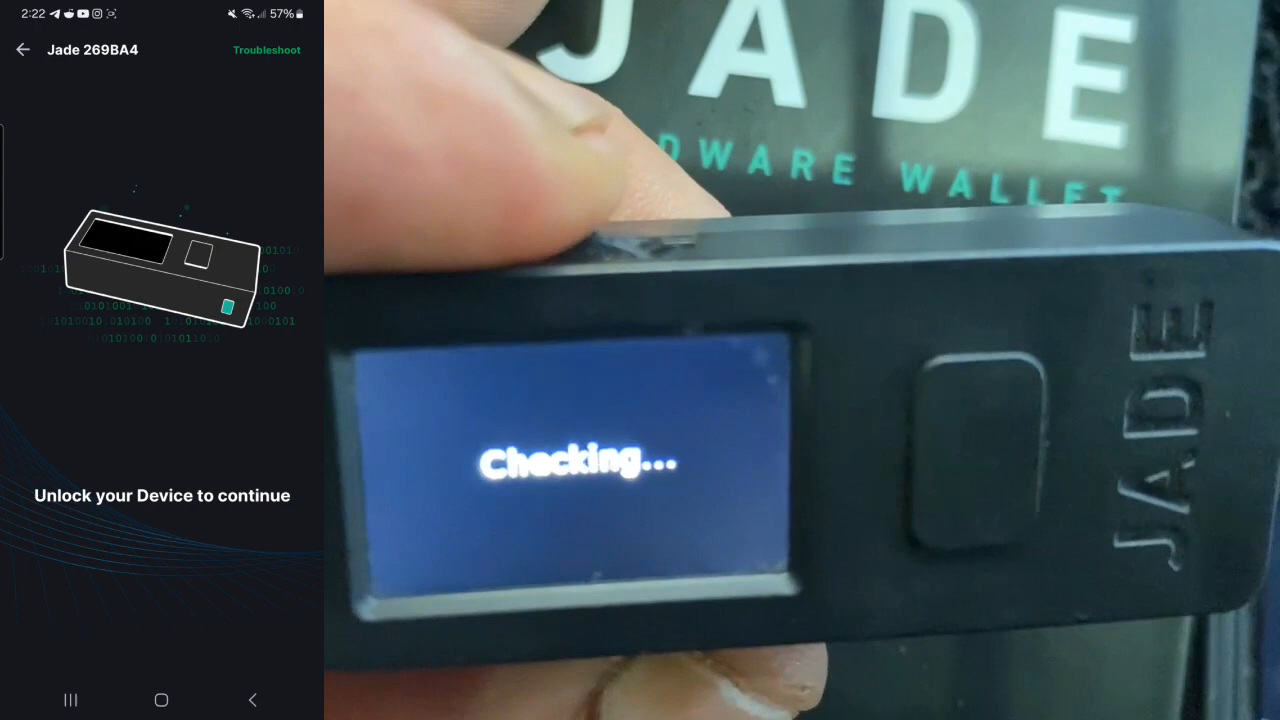 2:22
57%
Jade 269BA4
Troubleshoot
Unlock your Device to continue
JADE
DWARE WALLET
Checking...
JADE